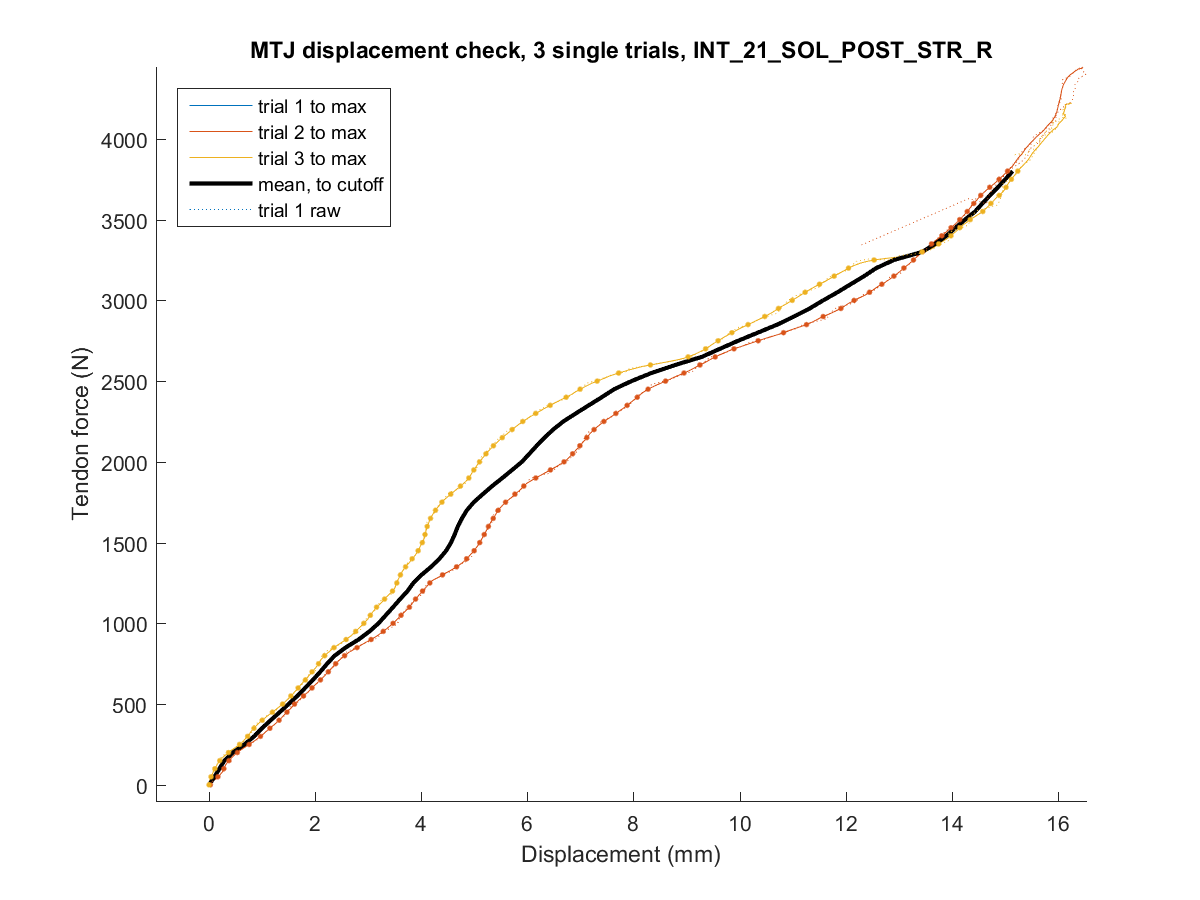 MTJ displacement check, 3 single trials, INT_21_SOL_POST_STR_R
trial 1 to max
trial 2 to max
trial 3 to max
mean, to cutoff
trial 1 raw
4000
3500
3000
2500
2000
1500
1000
500
0
Tendon force (N)
0 2 4 6 8 10 12 14 16
Displacement (mm)